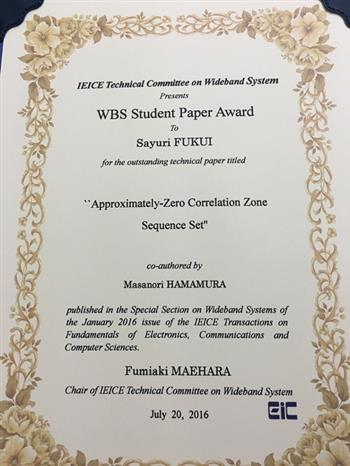 IEICE Technical Committee on Wideband System
Presents
WBS Student Paper Award
To
Sayuri FUKUI
for the outstanding technical paper titled
``Approximately-Zero Correlation Zone
Sequence Set"
co-authored by
Masanori HAMAMURA
published in the Special Section on Wideband Systems of
the January 2016 issue of the IEICE Transactions on
Fundamentals of Electronics, Communications and
Computer Sciences.
Fumiaki MAEHARA
Chair of IEICE Technical Committee on Wideband System
July 20, 2016
EiC